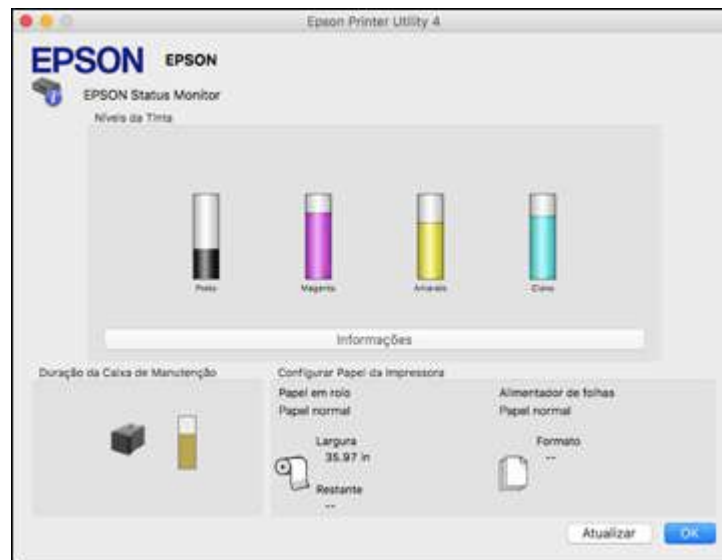 Epson Printer Utility 4
EPSON EPSON
EPSON Status Monitor
Níveis da Tinta
Preto Magenta Amarelo Ciano
Informações
Duração da Caixa de Manutenção
Configurar Papel da Impressora
Papel em rolo
Papel normal
Largura
35.97 in
Restante
--
Alimentador de folhas
Papel normal
Formato
--
Atualizar OK